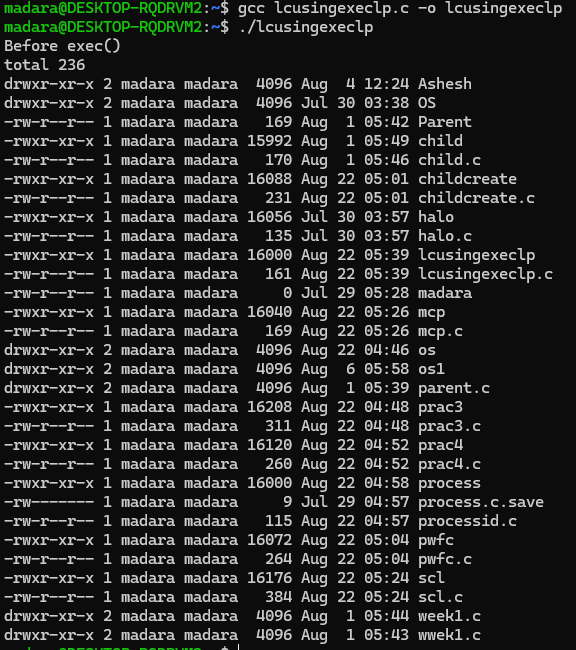 madara@DESKTOP-RQDRVM2:~$ gcc lcusingexeclp.c -o lcusingexeclp
madara@DESKTOP-RQDRVM2:~$ ./lcusingexeclp
Before exec()
total 236
drwxr-xr-x 2 madara madara  4096 Aug  4 12:24 Ashesh
drwxr-xr-x 2 madara madara  4096 Jul 30 03:38 OS
-rw-r--r-- 1 madara madara   169 Aug  1 05:42 Parent
-rwxr-xr-x 1 madara madara 15992 Aug  1 05:49 child
-rw-r--r-- 1 madara madara   170 Aug  1 05:46 child.c
-rwxr-xr-x 1 madara madara 16088 Aug 22 05:01 childcreate
-rw-r--r-- 1 madara madara   231 Aug 22 05:01 childcreate.c
-rwxr-xr-x 1 madara madara 16056 Jul 30 03:57 halo
-rw-r--r-- 1 madara madara   135 Jul 30 03:57 halo.c
-rwxr-xr-x 1 madara madara 16000 Aug 22 05:39 lcusingexeclp
-rw-r--r-- 1 madara madara   161 Aug 22 05:39 lcusingexeclp.c
-rw-r--r-- 1 madara madara     0 Jul 29 05:28 madara
-rwxr-xr-x 1 madara madara 16040 Aug 22 05:26 mcp
-rw-r--r-- 1 madara madara   169 Aug 22 05:26 mcp.c
drwxr-xr-x 2 madara madara  4096 Aug 22 04:46 os
drwxr-xr-x 2 madara madara  4096 Aug  6 05:58 os1
drwxr-xr-x 2 madara madara  4096 Aug  1 05:39 parent.c
-rwxr-xr-x 1 madara madara 16208 Aug 22 04:48 prac3
-rw-r--r-- 1 madara madara   311 Aug 22 04:48 prac3.c
-rwxr-xr-x 1 madara madara 16120 Aug 22 04:52 prac4
-rw-r--r-- 1 madara madara   260 Aug 22 04:52 prac4.c
-rwxr-xr-x 1 madara madara 16000 Aug 22 04:58 process
-rw------- 1 madara madara     9 Jul 29 04:57 process.c.save
-rw-r--r-- 1 madara madara   115 Aug 22 04:57 processid.c
-rwxr-xr-x 1 madara madara 16072 Aug 22 05:04 pwfc
-rw-r--r-- 1 madara madara   264 Aug 22 05:04 pwfc.c
-rwxr-xr-x 1 madara madara 16176 Aug 22 05:24 scl
-rw-r--r-- 1 madara madara   384 Aug 22 05:24 scl.c
drwxr-xr-x 2 madara madara  4096 Aug  1 05:44 week1.c
drwxr-xr-x 2 madara madara  4096 Aug  1 05:43 wwek1.c
madara@DESKTOP-RQDRVM2:~$